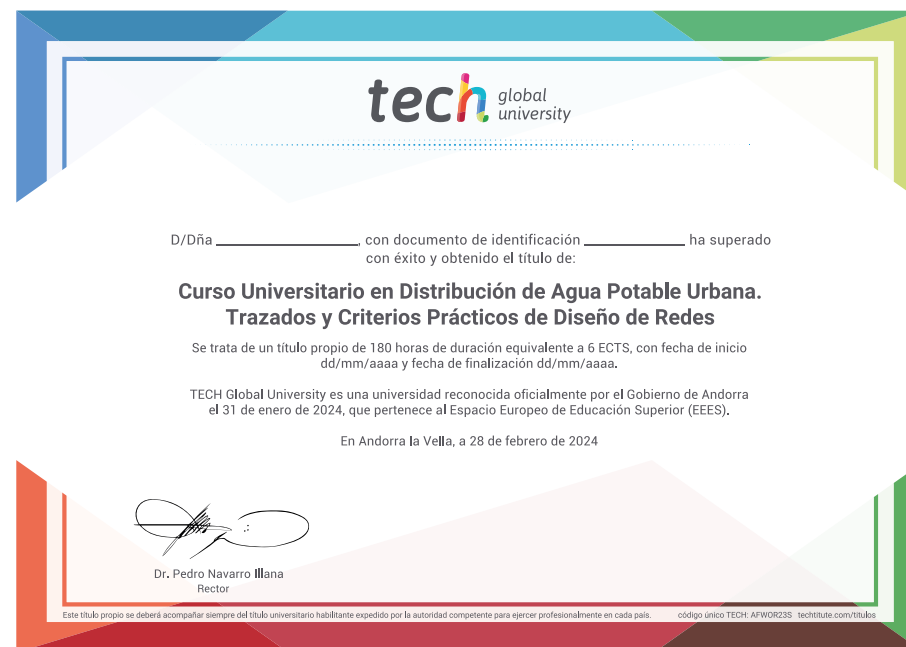 tech global university
D/Dña ____________________, con documento de identificación ______________ ha superado
con éxito y obtenido el título de:
Curso Universitario en Distribución de Agua Potable Urbana.
Trazados y Criterios Prácticos de Diseño de Redes
Se trata de un título propio de 180 horas de duración equivalente a 6 ECTS, con fecha de inicio
dd/mm/aaaa y fecha de finalización dd/mm/aaaa.
TECH Global University es una universidad reconocida oficialmente por el Gobierno de Andorra
el 31 de enero de 2024, que pertenece al Espacio Europeo de Educación Superior (EEES).
En Andorra la Vella, a 28 de febrero de 2024
Dr. Pedro Navarro Illana
Rector
Este título propio se deberá acompañar siempre del título universitario habilitante expedido por la autoridad competente para ejercer profesionalmente en cada país. código único TECH: AFWOR23S techtitute.com/titulos